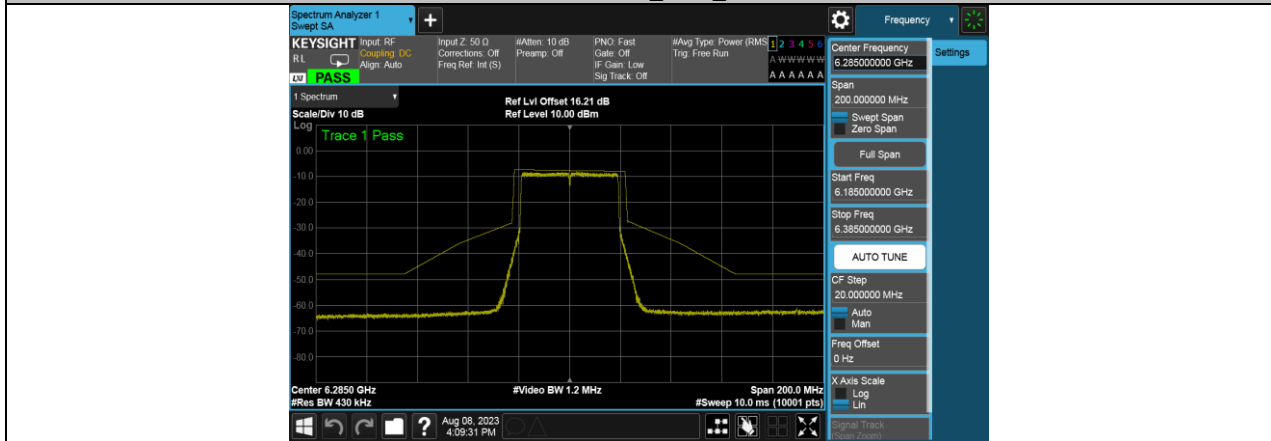 Spectrum Analyzer 1
Swept SA
+
Frequency
KEYSIGHT
RL
LXI PASS
Input: RF
Coupling: DC
Align: Auto
Input Z: 50 Ω
Corrections: Off
Freq Ref: Int (S)
#Atten: 10 dB
Preamp: Off
PNO: Fast
Gate: Off
IF Gain: Low
Sig Track: Off
#Avg Type: Power (RMS
Trig: Free Run
1 2 3 4 5 6
A W W W W W
A A A A A A
1 Spectrum
Scale/Div 10 dB
Ref Lvl Offset 16.21 dB
Ref Level 10.00 dBm
Log
Trace 1 Pass
0.00
-10.0
-20.0
-30.0
-40.0
-50.0
-60.0
-70.0
-80.0
Center 6.2850 GHz
#Res BW 430 kHz
#Video BW 1.2 MHz
Span 200.0 MHz
#Sweep 10.0 ms (10001 pts)
Aug 08, 2023
4:09:31 PM
?
Center Frequency
6.285000000 GHz
Settings
Span
200.000000 MHz
Swept Span
Zero Span
Full Span
Start Freq
6.185000000 GHz
Stop Freq
6.385000000 GHz
AUTO TUNE
CF Step
20.000000 MHz
Auto
Man
Freq Offset
0 Hz
X Axis Scale
Log
Lin
Signal Track
(Span Zoom)